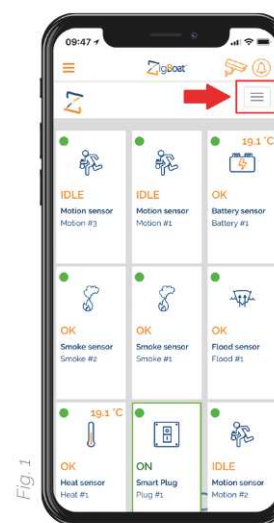 09:47
ZigBoat
19.1 °C
IDLE
Motion sensor
Motion #3
IDLE
Motion sensor
Motion #1
OK
Battery sensor
Battery #1
OK
Smoke sensor
Smoke #2
OK
Smoke sensor
Smoke #1
OK
Flood sensor
Flood #1
19.1 °C
OK
Heat sensor
Heat #1
ON
Smart Plug
Plug #1
IDLE
Motion sensor
Motion #2
Fig. 1